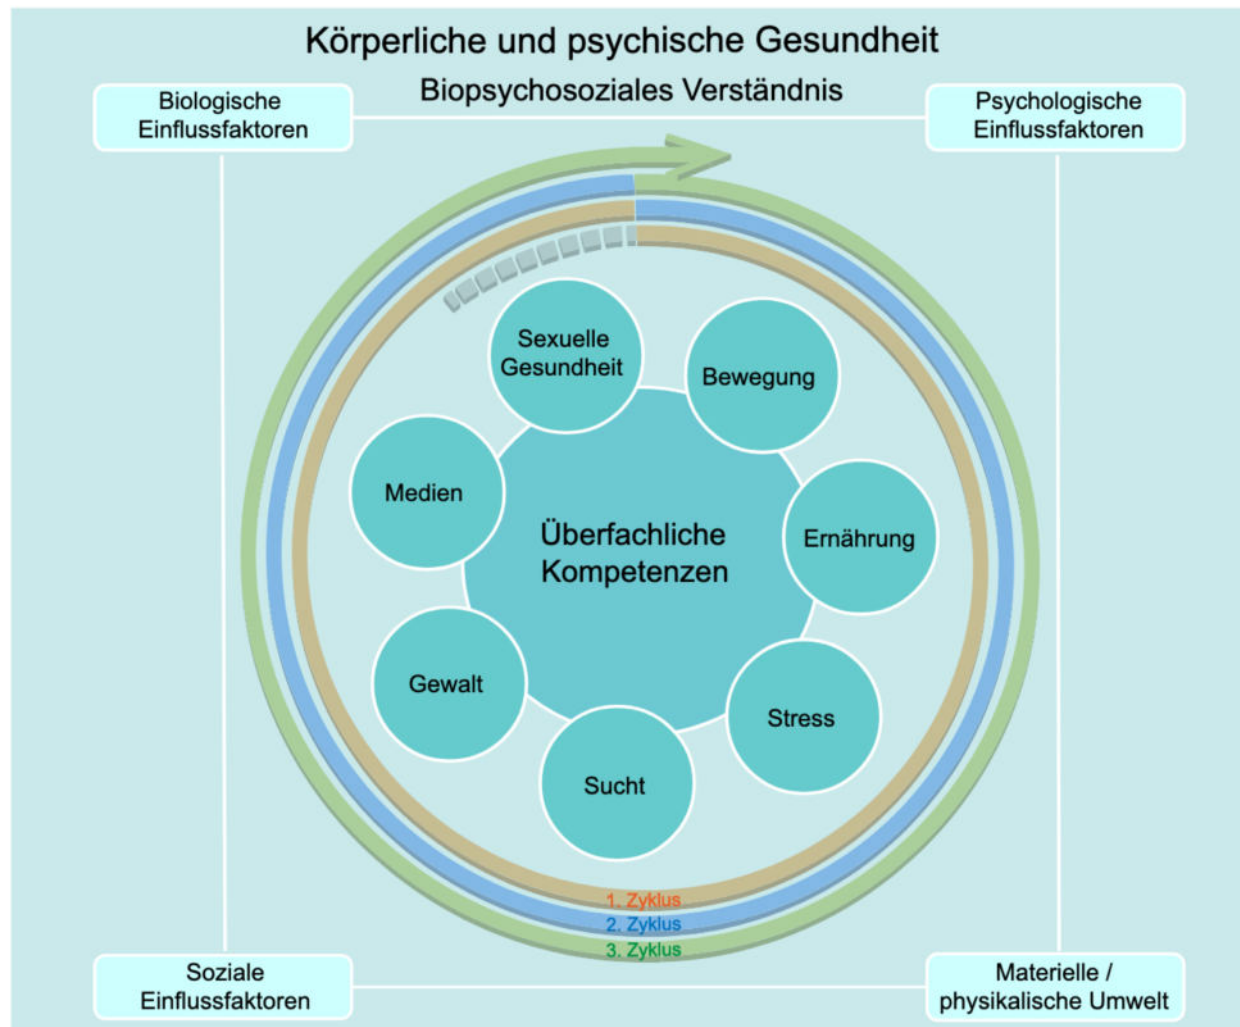 Körperliche und psychische Gesundheit
Biopsychosoziales Verständnis
Biologische
Einflussfaktoren
Psychologische
Einflussfaktoren
Sexuelle
Gesundheit
Bewegung
Medien
Ernährung
Überfachliche
Kompetenzen
Gewalt
Stress
Sucht
1. Zyklus
2. Zyklus
3. Zyklus
Soziale
Einflussfaktoren
Materielle /
physikalische Umwelt